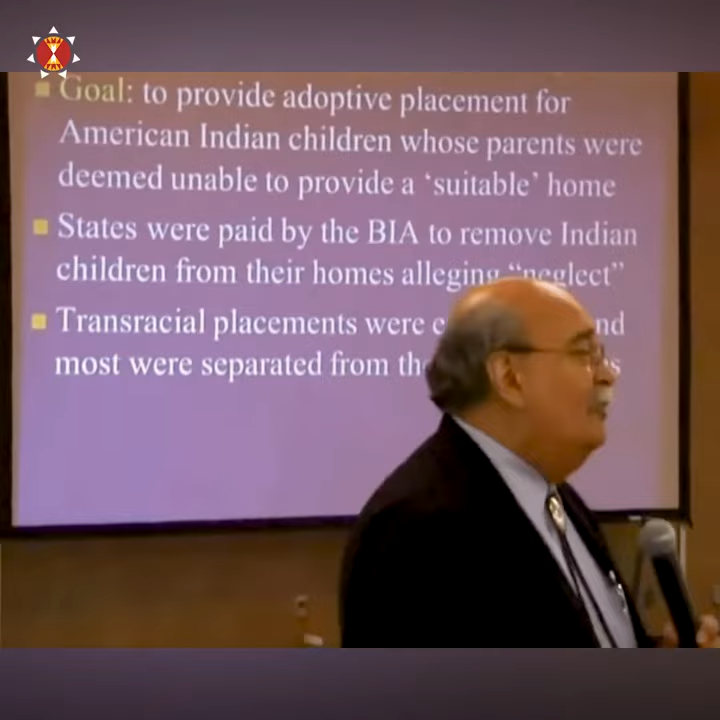 Goal: to provide adoptive placement for
American Indian children whose parents were
deemed unable to provide a ‘suitable’ home
States were paid by the BIA to remove Indian
children from their homes alleging “neglect”
Transracial placements were
most were separated from